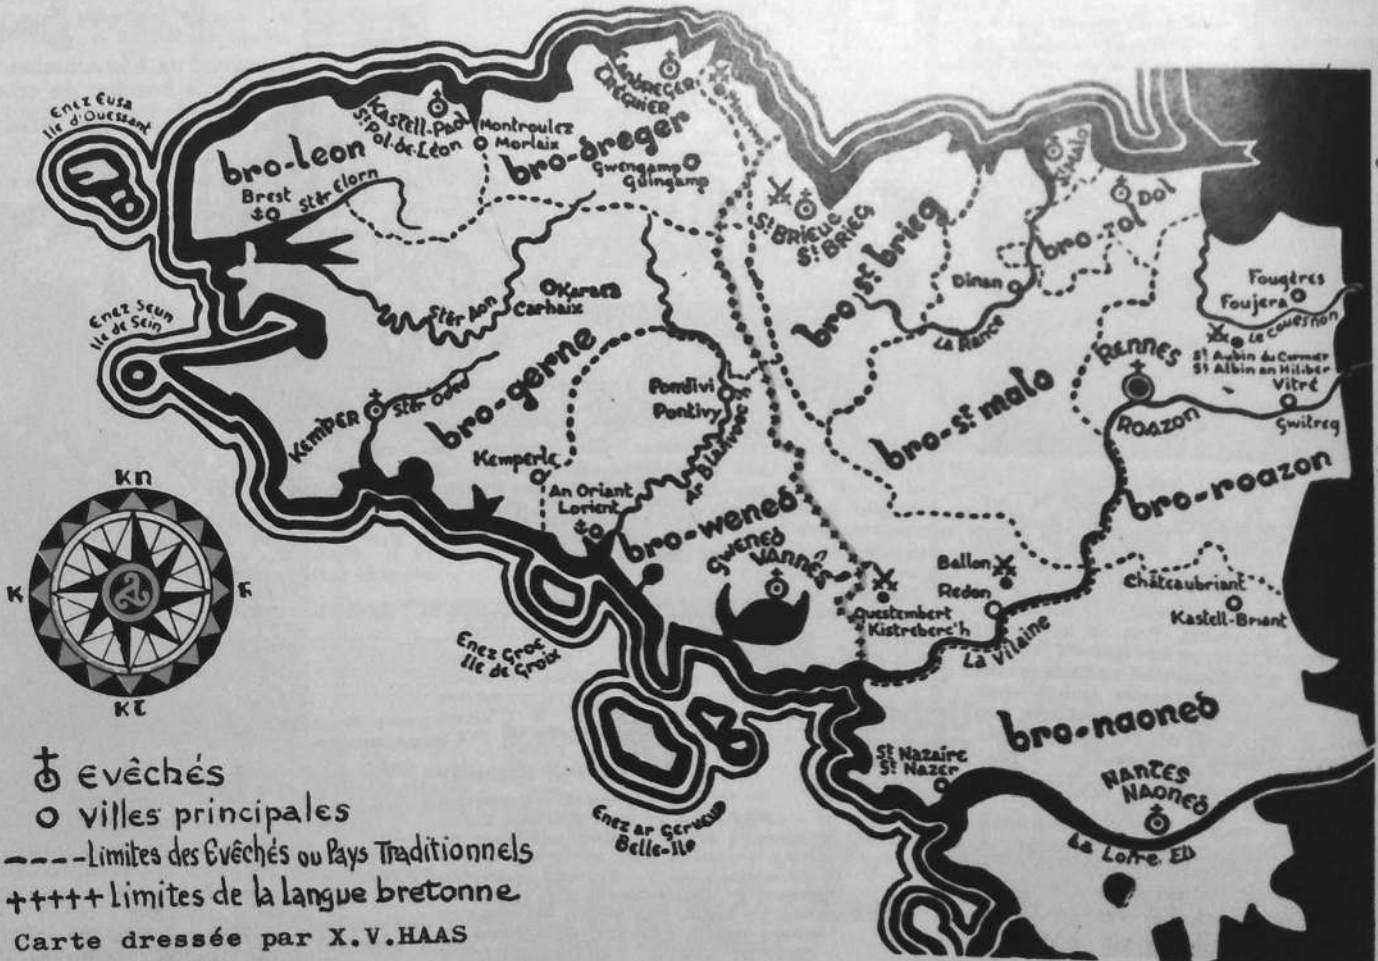 Enez Eusa
Ile d'Ouessant
bro-leon
Brest
Stêr Elorn
Kastell-Paol
St Pol-de-Léon
Montroulez
Morlaix
bro-dreger
Gwengamp
Guingamp
Landreger
Tréguier
St Brieuc
St Brieg
bro st brieg
St Malo
Dol
bro-zol
Dinan
La Rance
Fougères
Foujera
Le Couesnon
St Aubin du Cormier
St Albin an Hiliber
Vitré
Gwitreg
RENNES
ROAZON
bro-roazon
bro-st malo
Enez Seun
Ile de Sein
Stêr Aon
Karaez
Carhaix
KEMPER
Stêr Oded
bro-gerne
Pondivi
Pontivy
Ar Blanvoez
Kemperle
An Oriant
Lorient
bro-wened
GWENED
VANNES
Ballon
Redon
Questembert
Kistreberc'h
La Vilaine
Châteaubriant
Kastell-Briant
Enez Groe
Ile de Groix
Enez ar Gerveur
Belle-Ile
bro-naoned
St Nazaire
St Nazer
NANTES
NAONED
La Loire
KN
K
KE
evêchés
villes principales
----Limites des Evêchés ou Pays Traditionnels
+++++ Limites de la langue bretonne
Carte dressée par X.V.HAAS